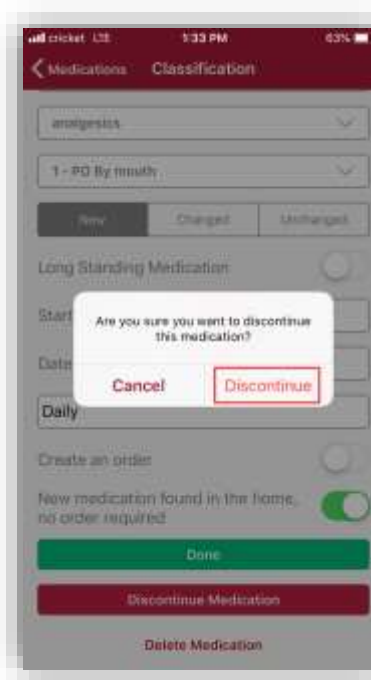 cricket LTE 1:33 PM 63%
Medications Classification
analgesics
1 - PO By mouth
New Changed Unchanged
Long Standing Medication
Start
Are you sure you want to discontinue
this medication?
Date
Cancel Discontinue
Daily
Create an order
New medication found in the home,
no order required
Done
Discontinue Medication
Delete Medication